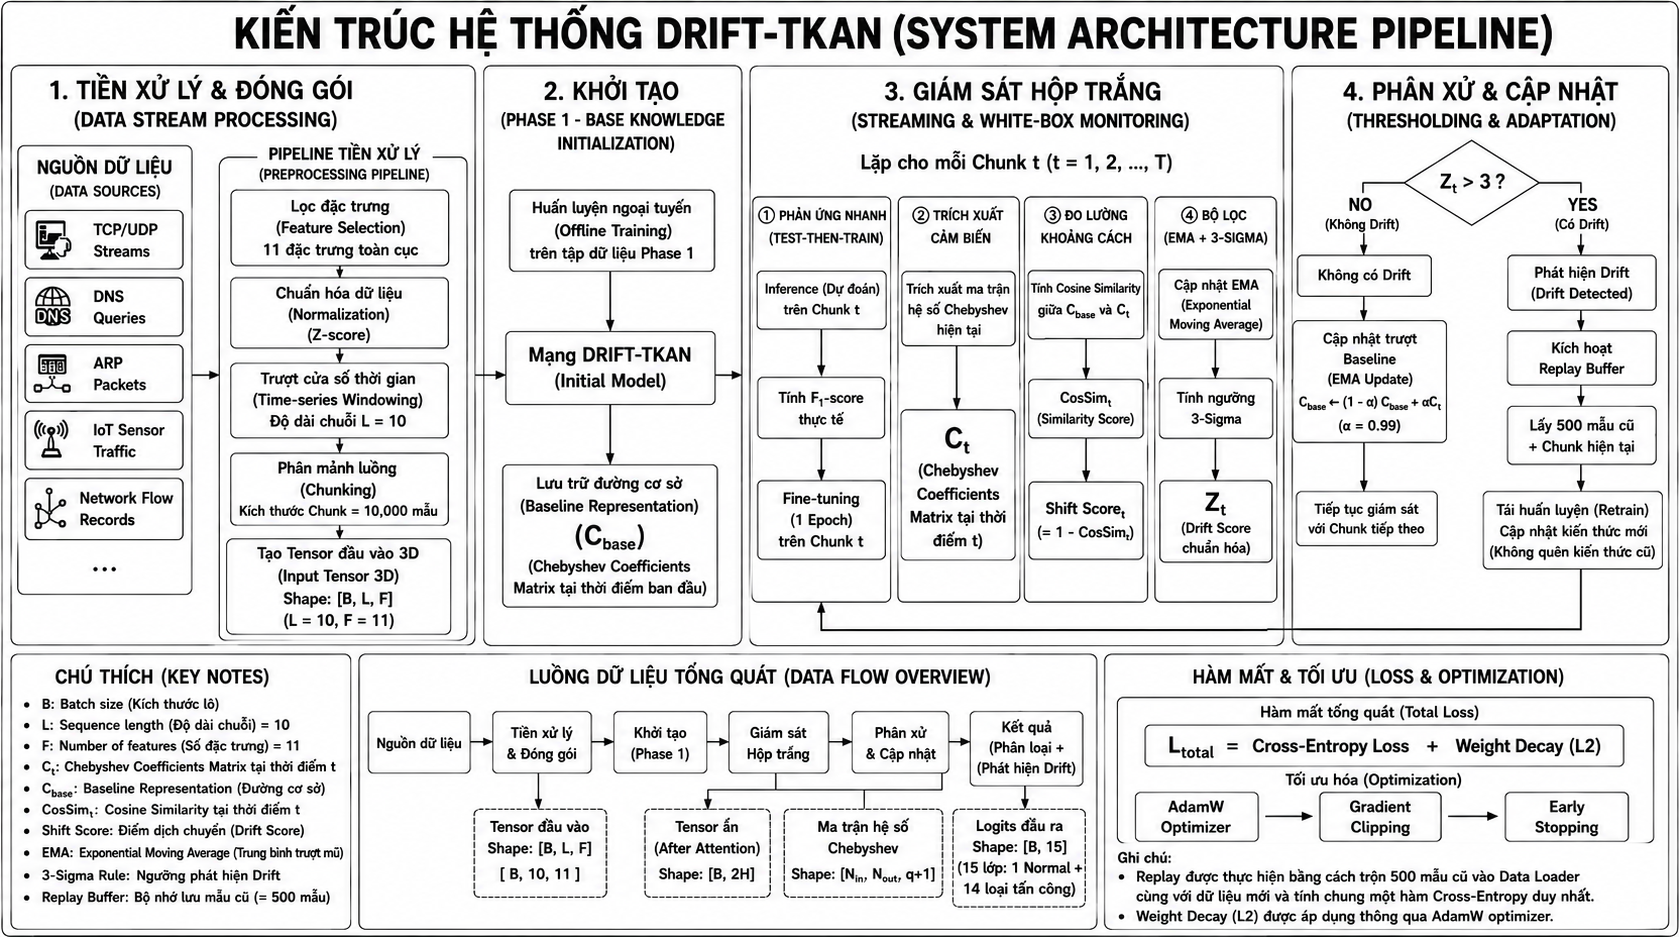 KIẾN TRÚC HỆ THỐNG DRIFT-TKAN (SYSTEM ARCHITECTURE PIPELINE)
1. TIỀN XỬ LÝ & ĐÓNG GÓI
(DATA STREAM PROCESSING)
NGUỒN DỮ LIỆU
(DATA SOURCES)
TCP/UDP
Streams
DNS
DNS
Queries
ARP
Packets
IoT Sensor
Traffic
Network Flow
Records
...
PIPELINE TIỀN XỬ LÝ
(PREPROCESSING PIPELINE)
Lọc đặc trưng
(Feature Selection)
11 đặc trưng toàn cục
Chuẩn hóa dữ liệu
(Normalization)
(Z-score)
Trượt cửa số thời gian
(Time-series Windowing)
Độ dài chuỗi L = 10
Phân mảnh luồng
(Chunking)
Kích thước Chunk = 10,000 mẫu
Tạo Tensor đầu vào 3D
(Input Tensor 3D)
Shape: [B, L, F]
(L = 10, F = 11)
2. KHỞI TẠO
(PHASE 1 - BASE KNOWLEDGE
INITIALIZATION)
Huấn luyện ngoại tuyến
(Offline Training)
trên tập dữ liệu Phase 1
Mạng DRIFT-TKAN
(Initial Model)
Lưu trữ đường cơ sở
(Baseline Representation)
(C_base)
(Chebyshev Coefficients
Matrix tại thời điểm ban đầu)
3. GIÁM SÁT HỘP TRẮNG
(STREAMING & WHITE-BOX MONITORING)
Lặp cho mỗi Chunk t (t = 1, 2, ..., T)
① PHẢN ỨNG NHANH
(TEST-THEN-TRAIN)
Inference (Dự đoán)
trên Chunk t
Tính F₁-score
thực tế
Fine-tuning
(1 Epoch)
trên Chunk t
② TRÍCH XUẤT
CẢM BIẾN
Trích xuất ma trận
hệ số Chebyshev
hiện tại
C_t
(Chebyshev
Coefficients
Matrix tại thời
điểm t)
③ ĐO LƯỜNG
KHOẢNG CÁCH
Tính Cosine Similarity
giữa C_base và C_t
CosSim_t
(Similarity Score)
Shift Score_t
(= 1 - CosSim_t)
④ BỘ LỌC
(EMA + 3-SIGMA)
Cập nhật EMA
(Exponential
Moving Average)
Tính ngưỡng
3-Sigma
Z_t
(Drift Score
chuẩn hóa)
4. PHÂN XỬ & CẬP NHẬT
(THRESHOLDING & ADAPTATION)
Z_t > 3 ?
NO
(Không Drift)
Không có Drift
Cập nhật trượt
Baseline
(EMA Update)
C_base ← (1 - α) C_base + αC_t
(α = 0.99)
Tiếp tục giám sát
với Chunk tiếp theo
YES
(Có Drift)
Phát hiện Drift
(Drift Detected)
Kích hoạt
Replay Buffer
Lấy 500 mẫu cũ
+ Chunk hiện tại
Tái huấn luyện (Retrain)
Cập nhật kiến thức mới
(Không quên kiến thức cũ)
CHÚ THÍCH (KEY NOTES)
• B: Batch size (Kích thước lô)
• L: Sequence length (Độ dài chuỗi) = 10
• F: Number of features (Số đặc trưng) = 11
• C_t: Chebyshev Coefficients Matrix tại thời điểm t
• C_base: Baseline Representation (Đường cơ sở)
• CosSim_t: Cosine Similarity tại thời điểm t
• Shift Score: Điểm dịch chuyển (Drift Score)
• EMA: Exponential Moving Average (Trung bình trượt mũ)
• 3-Sigma Rule: Ngưỡng phát hiện Drift
• Replay Buffer: Bộ nhớ lưu mẫu cũ (= 500 mẫu)
LUỒNG DỮ LIỆU TỔNG QUÁT (DATA FLOW OVERVIEW)
Nguồn dữ liệu
Tiền xử lý
& Đóng gói
Khởi tạo
(Phase 1)
Giám sát
Hộp trắng
Phân xử
& Cập nhật
Kết quả
(Phân loại +
(Phát hiện Drift)
Tensor đầu vào
Shape: [B, L, F]
[ B, 10, 11 ]
Tensor ẩn
(After Attention)
Shape: [B, 2H]
Ma trận hệ số
Chebyshev
Shape: [N_in, N_out, q+1]
Logits đầu ra
Shape: [B, 15]
(15 lớp: 1 Normal +
14 loại tấn công)
HÀM MẤT & TỐI ƯU (LOSS & OPTIMIZATION)
Hàm mất tổng quát (Total Loss)
L_total = Cross-Entropy Loss + Weight Decay (L2)
Tối ưu hóa (Optimization)
AdamW
Optimizer
Gradient
Clipping
Early
Stopping
Ghi chú:
• Replay được thực hiện bằng cách trộn 500 mẫu cũ vào Data Loader
cùng với dữ liệu mới và tính chung một hàm Cross-Entropy duy nhất.
• Weight Decay (L2) được áp dụng thông qua AdamW optimizer.